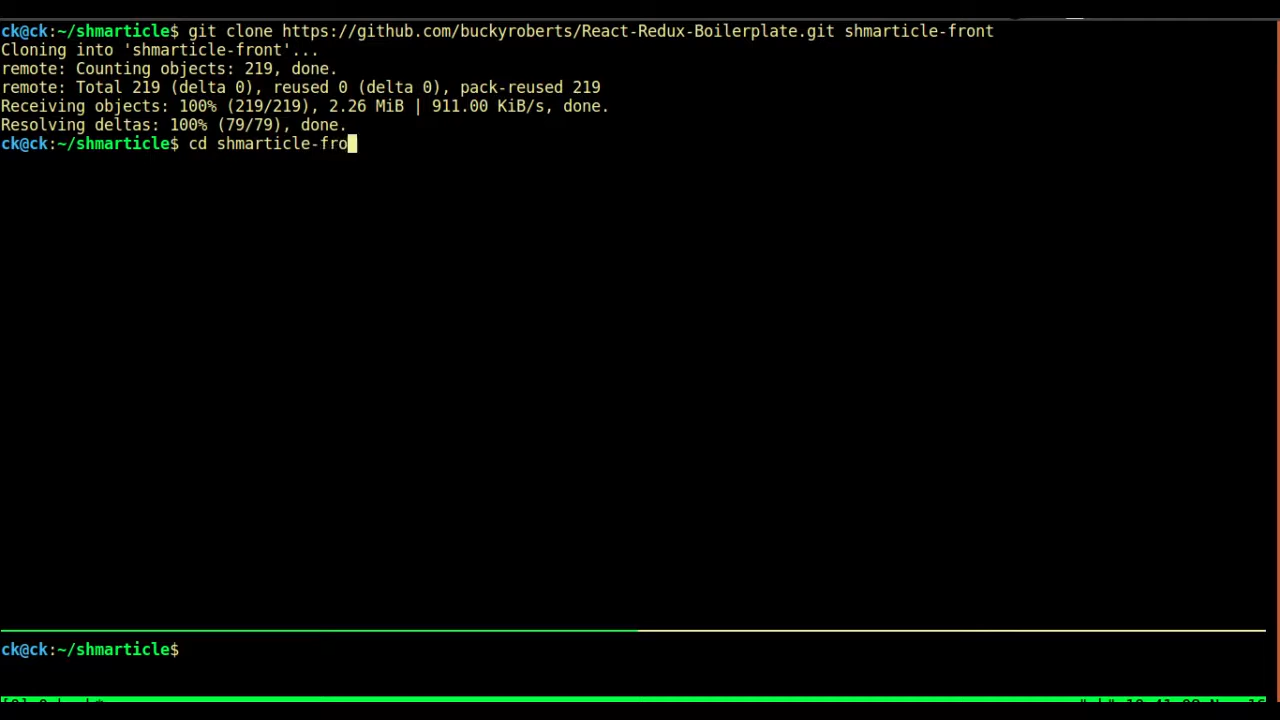 ck@ck:~/shmarticle$ git clone https://github.com/buckyroberts/React-Redux-Boilerplate.git shmarticle-front
Cloning into 'shmarticle-front'...
remote: Counting objects: 219, done.
remote: Total 219 (delta 0), reused 0 (delta 0), pack-reused 219
Receiving objects: 100% (219/219), 2.26 MiB | 911.00 KiB/s, done.
Resolving deltas: 100% (79/79), done.
ck@ck:~/shmarticle$ cd shmarticle-fro
ck@ck:~/shmarticle$